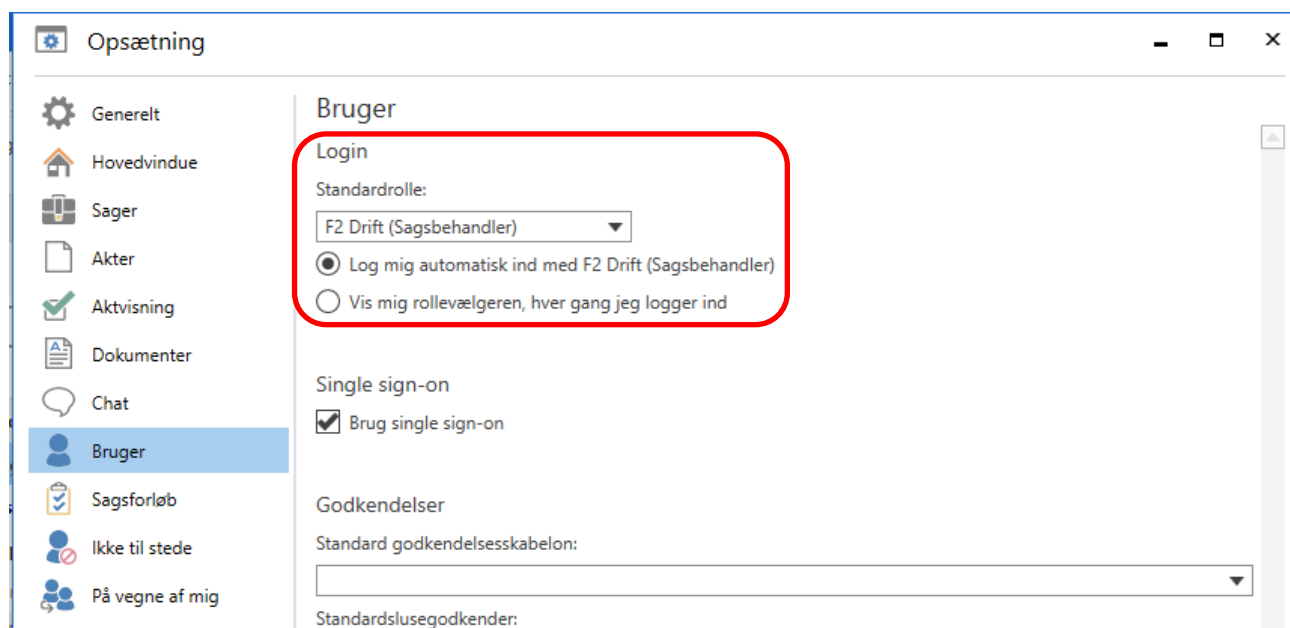 Opsætning
Generelt
Hovedvindue
Sager
Akter
Aktvisning
Dokumenter
Chat
Bruger
Sagsforløb
Ikke til stede
På vegne af mig
Bruger
Login
Standardrolle:
F2 Drift (Sagsbehandler)
Log mig automatisk ind med F2 Drift (Sagsbehandler)
Vis mig rollevælgeren, hver gang jeg logger ind
Single sign-on
Brug single sign-on
Godkendelser
Standard godkendelsesskabelon:
Standardslusegodkender: